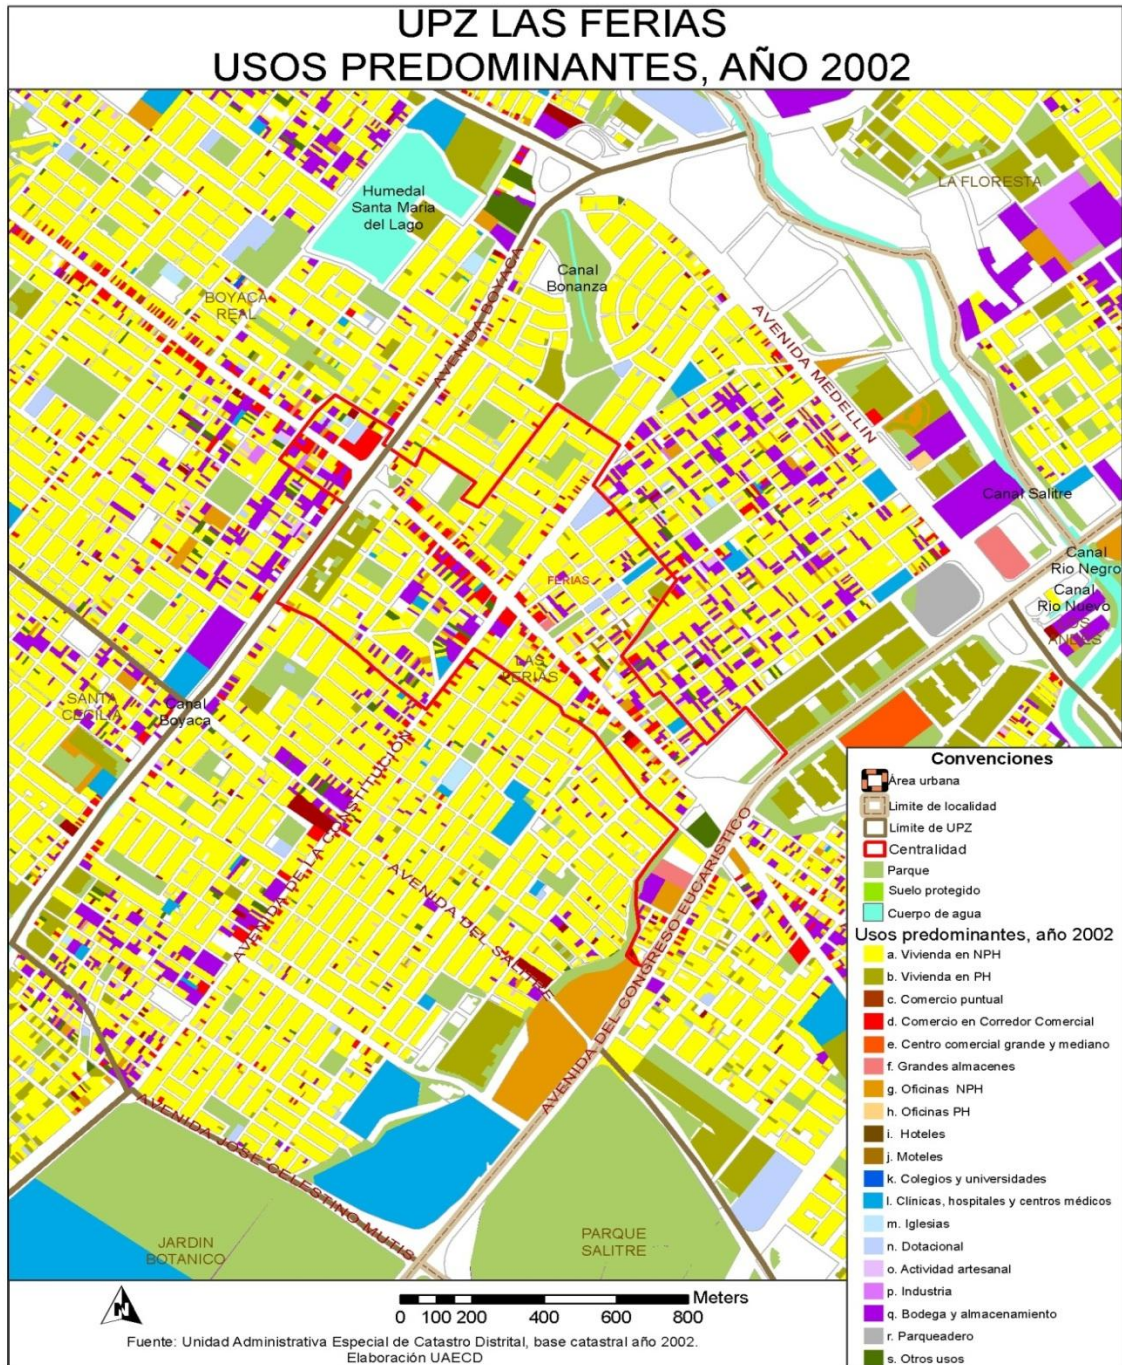 UPZ LAS FERIAS
USOS PREDOMINANTES, AÑO 2002
LA FLORESTA
Humedal
Santa Maria
del Lago
Canal
Bonanza
BOYACA
REAL
AVENIDA BOYACA
AVENIDA MEDELLIN
Canal Salitre
Canal
Rio Negro
Canal
Rio Nuevo
LOS
ANDES
FERIAS
LAS
FERIAS
SANTA
CECILIA
Canal
Boyaca
AVENIDA DE LA CONSTITUCIÓN
AVENIDA DEL SALITRE
AVENIDA DEL CONGRESO EUCARISTICO
AVENIDA JOSE CELESTINO MUTIS
JARDIN
BOTANICO
PARQUE
SALITRE
Convenciones
Área urbana
Limite de localidad
Límite de UPZ
Centralidad
Parque
Suelo protegido
Cuerpo de agua
Usos predominantes, año 2002
a. Vivienda en NPH
b. Vivienda en PH
c. Comercio puntual
d. Comercio en Corredor Comercial
e. Centro comercial grande y mediano
f. Grandes almacenes
g. Oficinas NPH
h. Oficinas PH
i. Hoteles
j. Moteles
k. Colegios y universidades
l. Clínicas, hospitales y centros médicos
m. Iglesias
n. Dotacional
o. Actividad artesanal
p. Industria
q. Bodega y almacenamiento
r. Parqueadero
s. Otros usos
N
Meters
0 100 200 400 600 800
Fuente: Unidad Administrativa Especial de Catastro Distrital, base catastral año 2002.
Elaboración UAECD